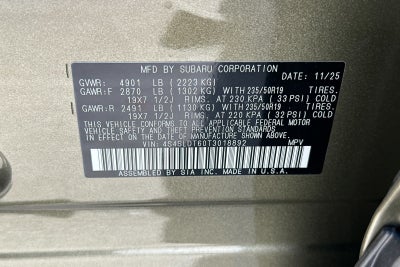 MFD BY SUBARU CORPORATION DATE: 11/25
GVWR: 4901 LB (2223 KG)
GAWR:F 2870 LB (1302 KG) WITH 235/50R19 TIRES.
19X7 1/2J RIMS. AT 230 KPA (33 PSI) COLD
GAWR:R 2491 LB (1130 KG) WITH 235/50R19 TIRES.
19X7 1/2J RIMS. AT 220 KPA (32 PSI) COLD
THIS VEHICLE CONFORMS TO ALL APPLICABLE FEDERAL MOTOR
VEHICLE SAFETY AND THEFT PREVENTION STANDARDS
IN EFFECT ON THE DATE OF MANUFACTURE SHOWN ABOVE.
VIN: 4S4BLDT60T3018892 MPV
ASSEMBLED BY SIA INC. MADE IN U.S.A.